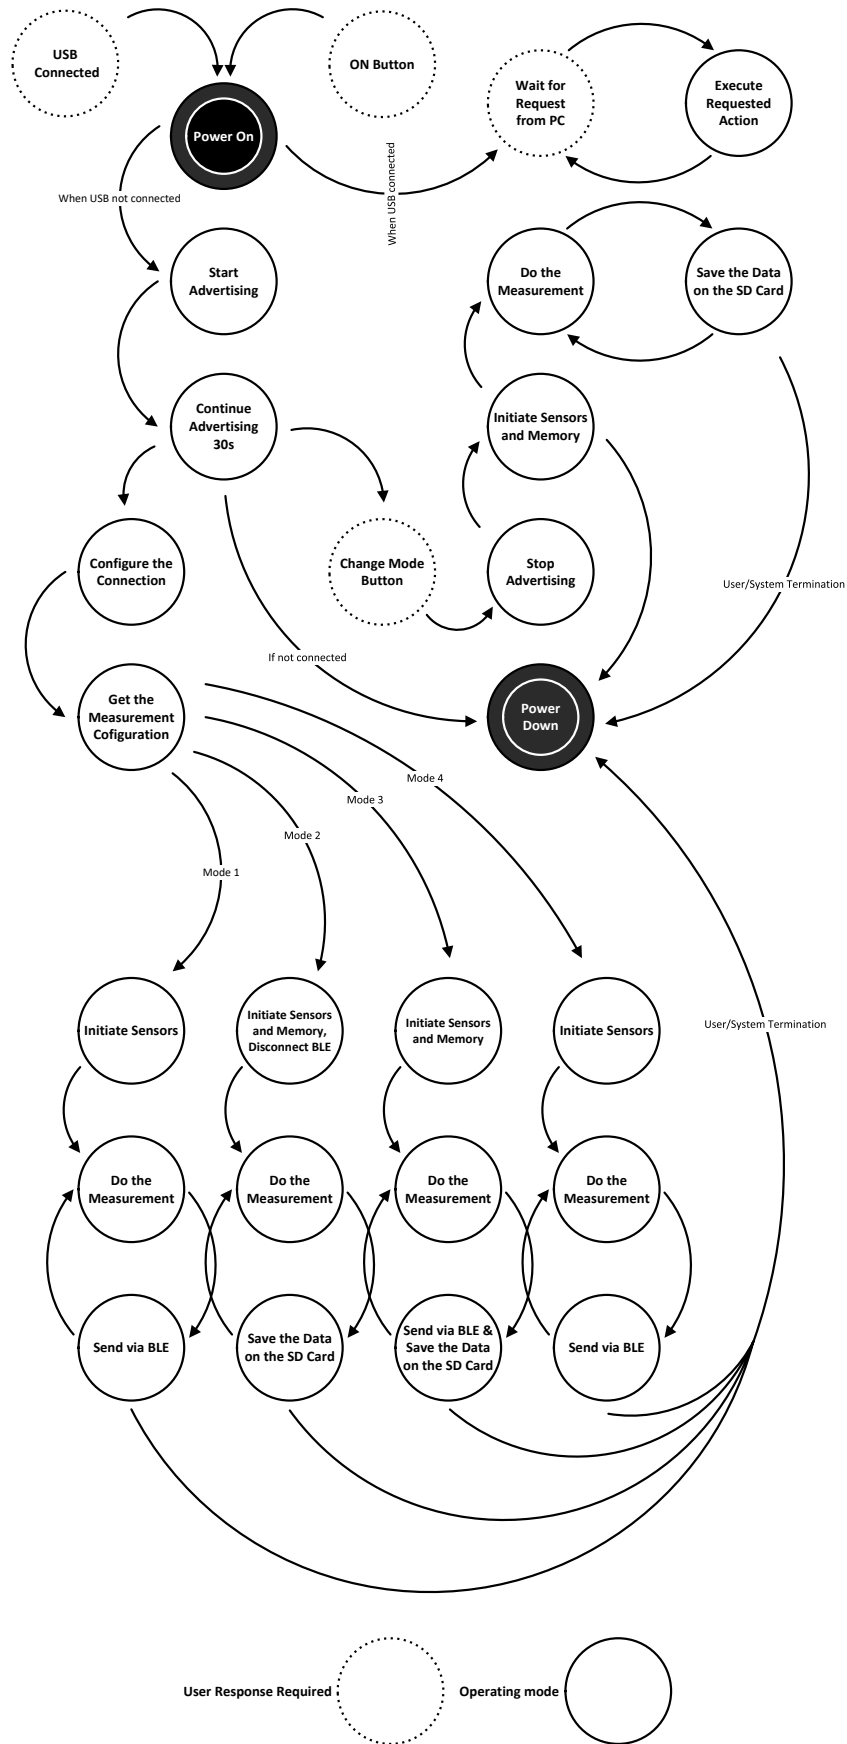 USB
Connected
ON Button
Wait for
Request
from PC
Execute
Requested
Action
Power On
When USB connected
When USB not connected
Start
Advertising
Do the
Measurement
Save the Data
on the SD Card
Continue
Advertising
30s
Initiate Sensors
and Memory
Configure the
Connection
Change Mode
Button
Stop
Advertising
User/System Termination
If not connected
Get the
Measurement
Cofiguration
Power
Down
Mode 4
Mode 3
Mode 2
Mode 1
Initiate Sensors
Initiate Sensors
and Memory,
Disconnect BLE
Initiate Sensors
and Memory
Initiate Sensors
User/System Termination
Do the
Measurement
Do the
Measurement
Do the
Measurement
Do the
Measurement
Send via BLE
Save the Data
on the SD Card
Send via BLE &
Save the Data
on the SD Card
Send via BLE
User Response Required
Operating mode